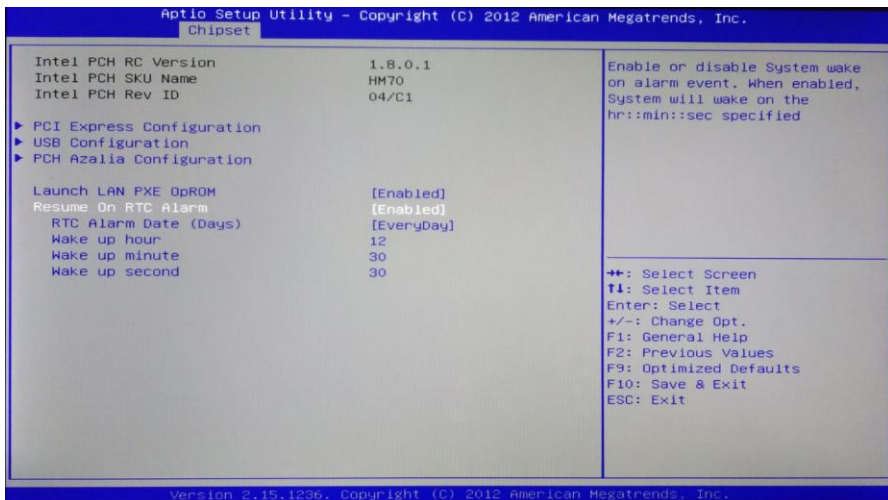 Aptio Setup Utility – Copyright (C) 2012 American Megatrends, Inc.
Chipset
Intel PCH RC Version 1.8.0.1
Intel PCH SKU Name HM70
Intel PCH Rev ID 04/C1
PCI Express Configuration
USB Configuration
PCH Azalia Configuration
Launch LAN PXE OpROM [Enabled]
Resume On RTC Alarm [Enabled]
RTC Alarm Date (Days) [EveryDay]
Wake up hour 12
Wake up minute 30
Wake up second 30
Enable or disable System wake
on alarm event. When enabled,
System will wake on the
hr::min::sec specified
→←: Select Screen
↑↓: Select Item
Enter: Select
+/-: Change Opt.
F1: General Help
F2: Previous Values
F9: Optimized Defaults
F10: Save & Exit
ESC: Exit
Version 2.15.1236. Copyright (C) 2012 American Megatrends, Inc.